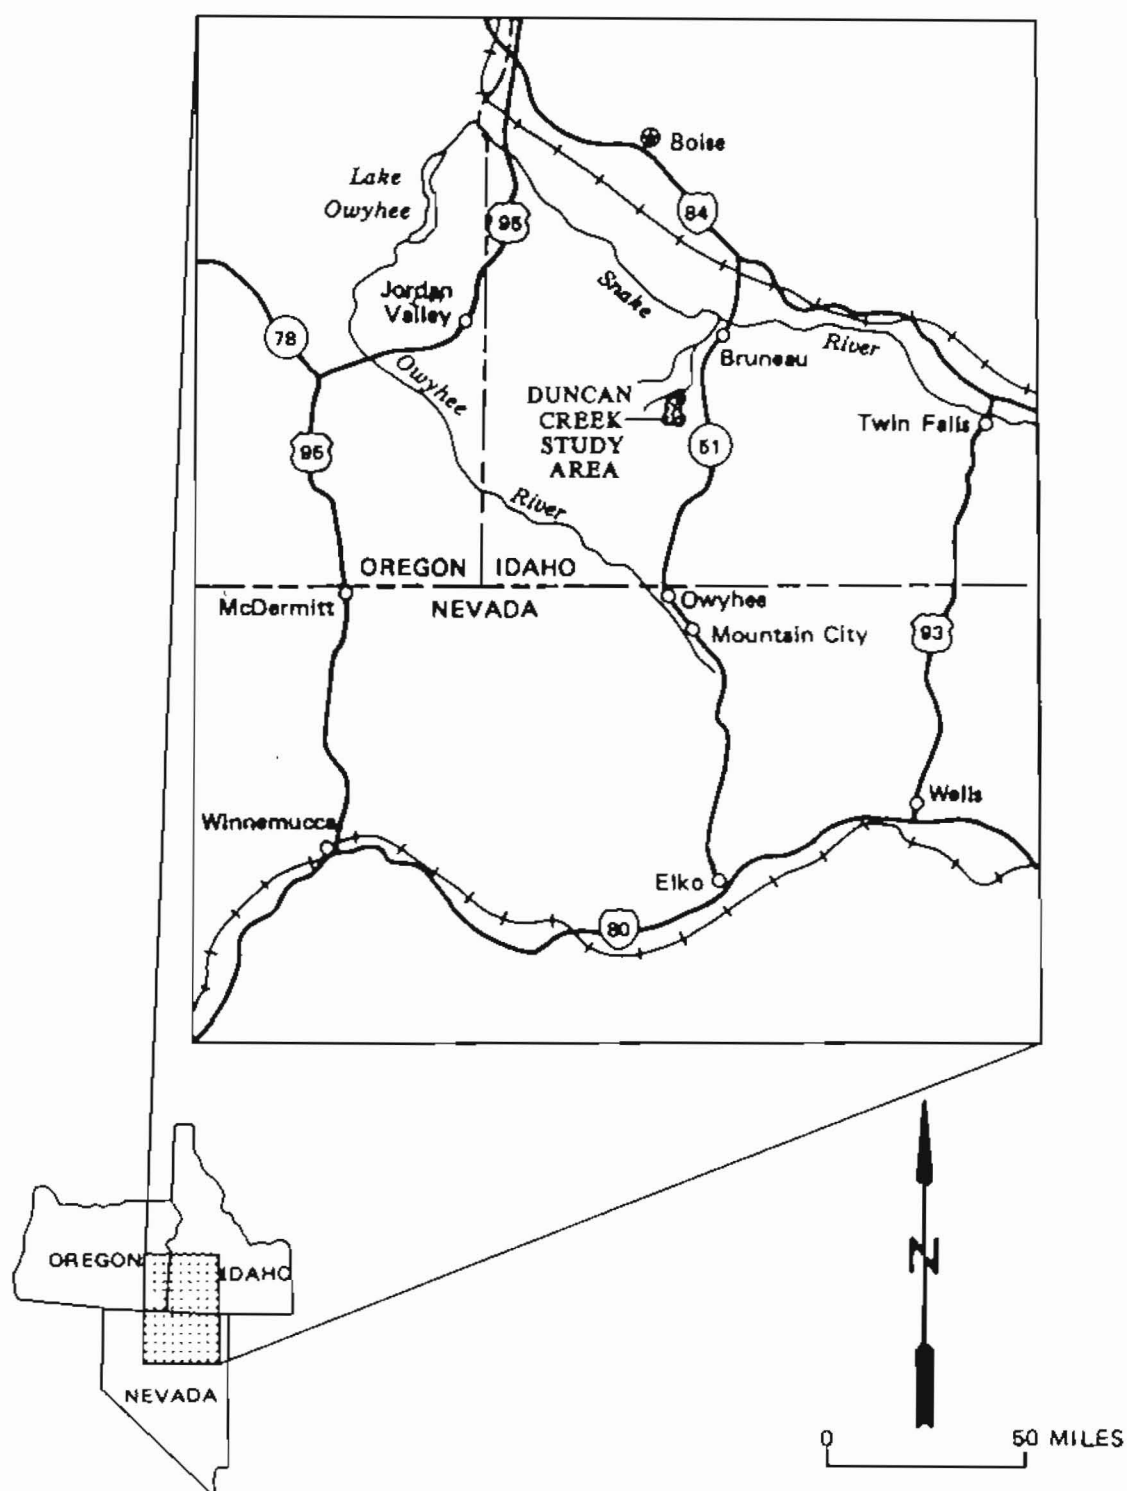 Boise
Lake
Owyhee
95
84
Snake
Jordan
Valley
78
River
Bruneau
Owyhee
DUNCAN
CREEK
STUDY
AREA
Twin Falls
95
51
River
OREGON
IDAHO
McDermitt
NEVADA
Owyhee
Mountain City
93
Wells
Winnemucca
Elko
80
OREGON
IDAHO
NEVADA
N
0
50 MILES